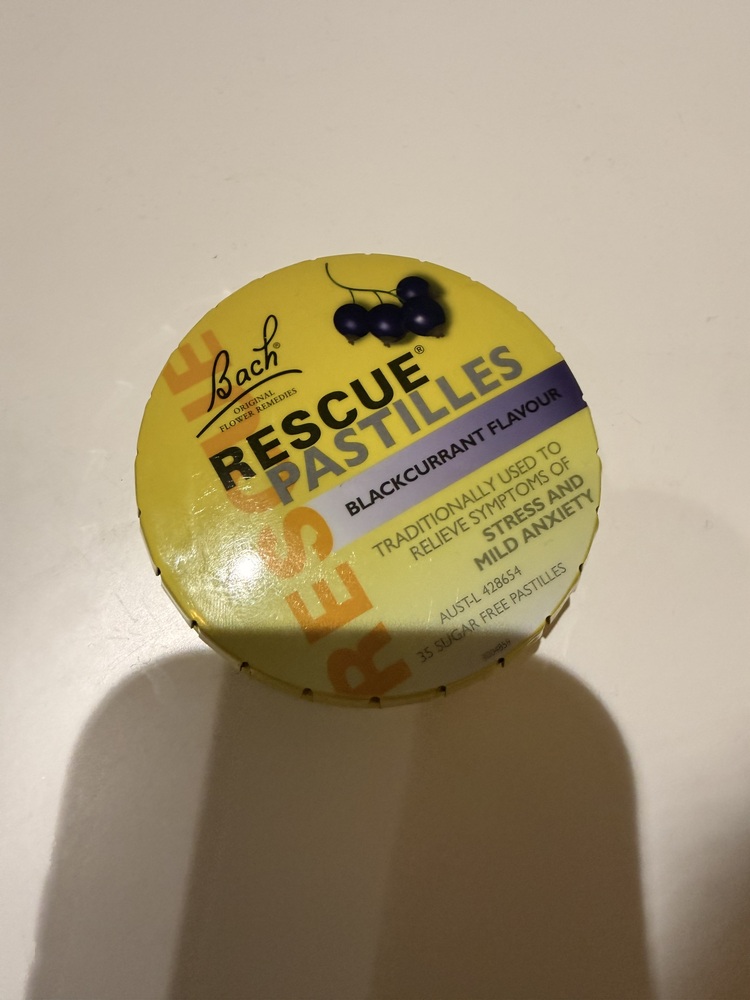 Bach®
ORIGINAL
FLOWER REMEDIES
RESCUE®
PASTILLES
BLACKCURRANT FLAVOUR
TRADITIONALLY USED TO
RELIEVE SYMPTOMS OF
STRESS AND
MILD ANXIETY
AUST-L 428654
35 SUGAR FREE PASTILLES
RESCUE